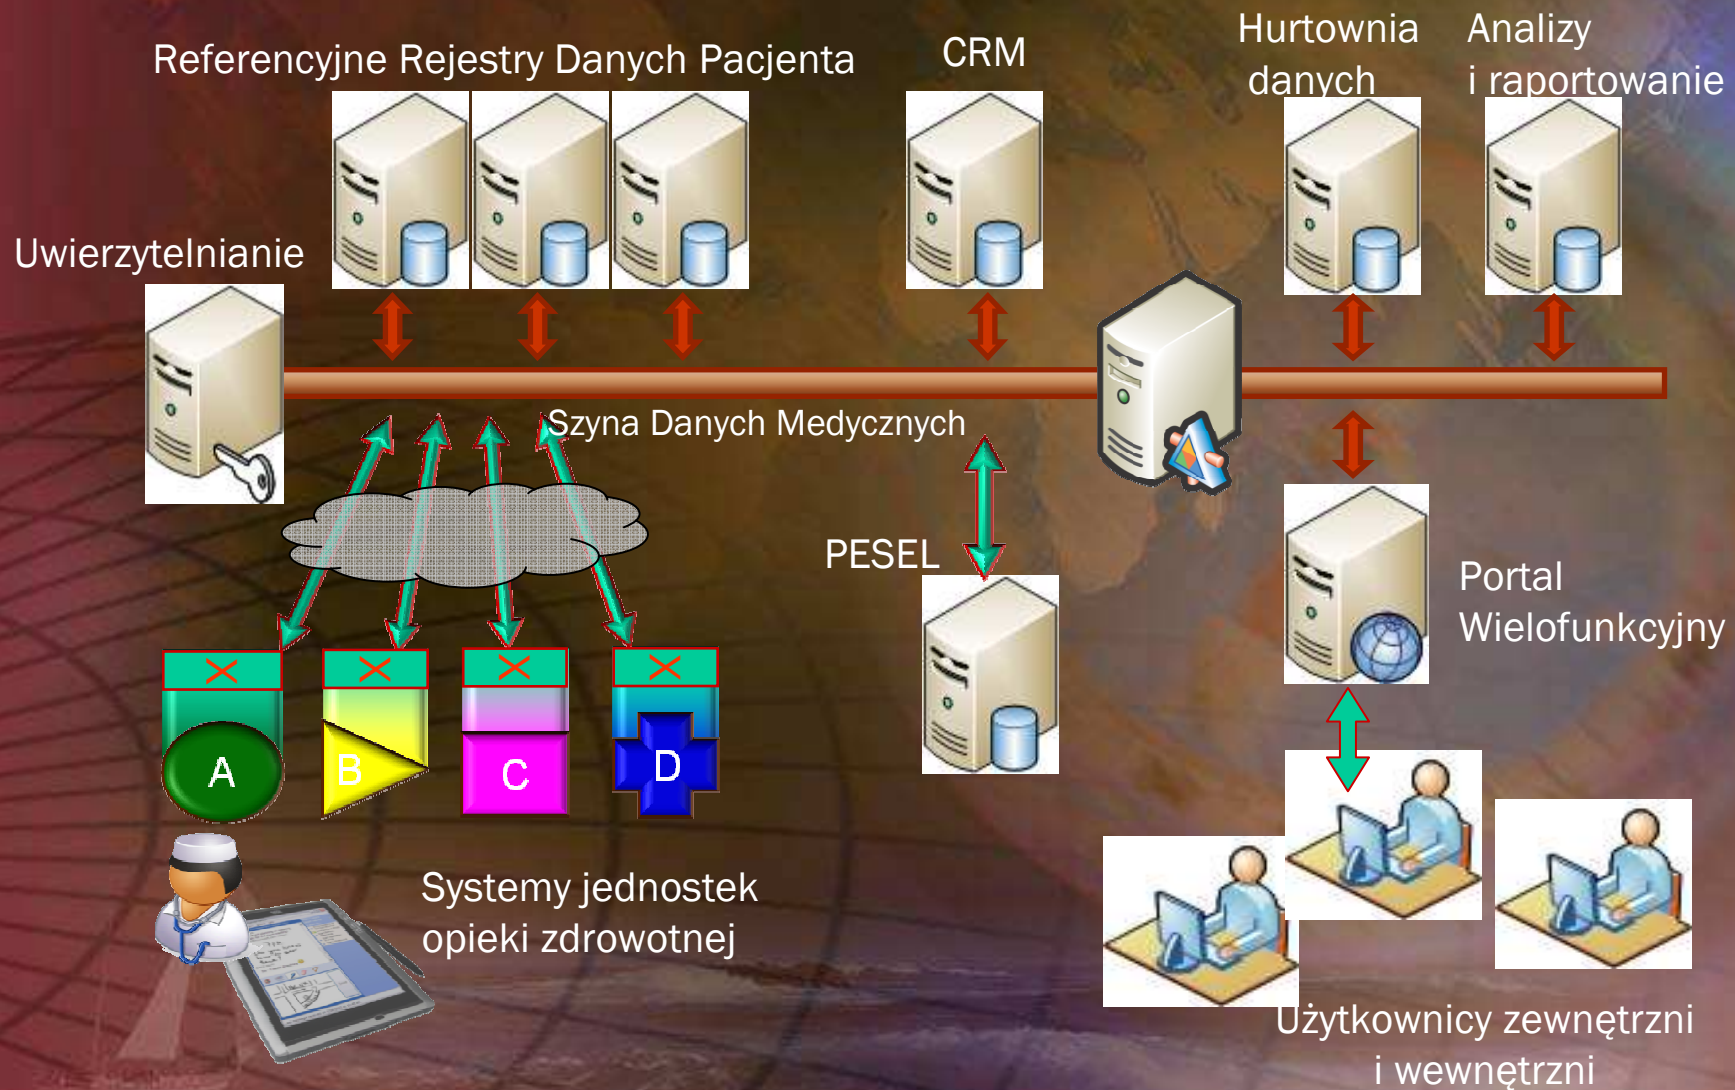 Referencyjne Rejestry Danych Pacjenta
CRM
Hurtownia
danych
Analizy
i raportowanie
Uwierzytelnianie
Szyna Danych Medycznych
PESEL
Portal
Wielofunkcyjny
A
B
C
D
Systemy jednostek
opieki zdrowotnej
Użytkownicy zewnętrzni
i wewnętrzni